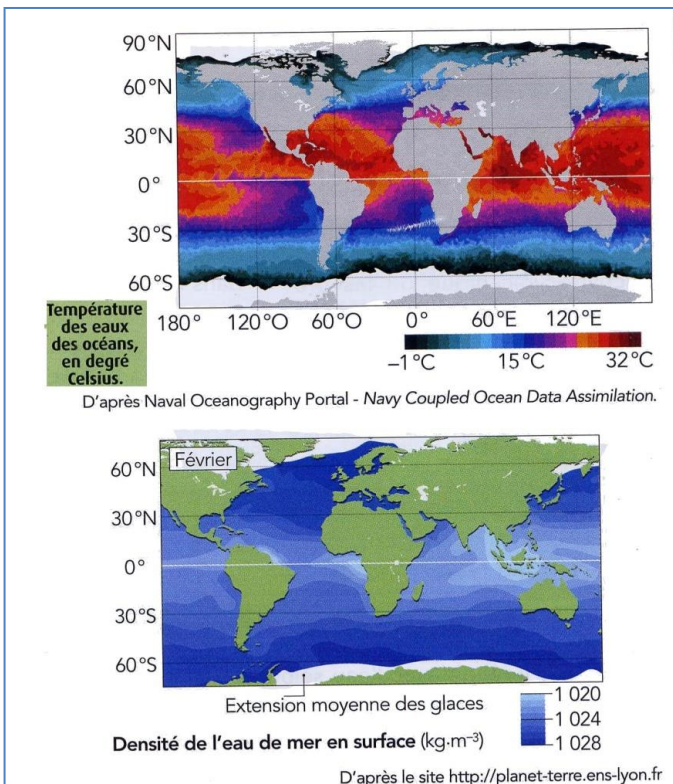 90°N
60°N
30°N
0°
30°S
60°S
180° 120°O 60°O 0° 60°E 120°E
Température
des eaux
des océans,
en degré
Celsius.
–1°C 15°C 32°C
D'après Naval Oceanography Portal - Navy Coupled Ocean Data Assimilation.
Février
60°N
30°N
0°
30°S
60°S
Extension moyenne des glaces
1 020
1 024
1 028
Densité de l'eau de mer en surface (kg.m–3)
D'après le site http://planet-terre.ens-lyon.fr